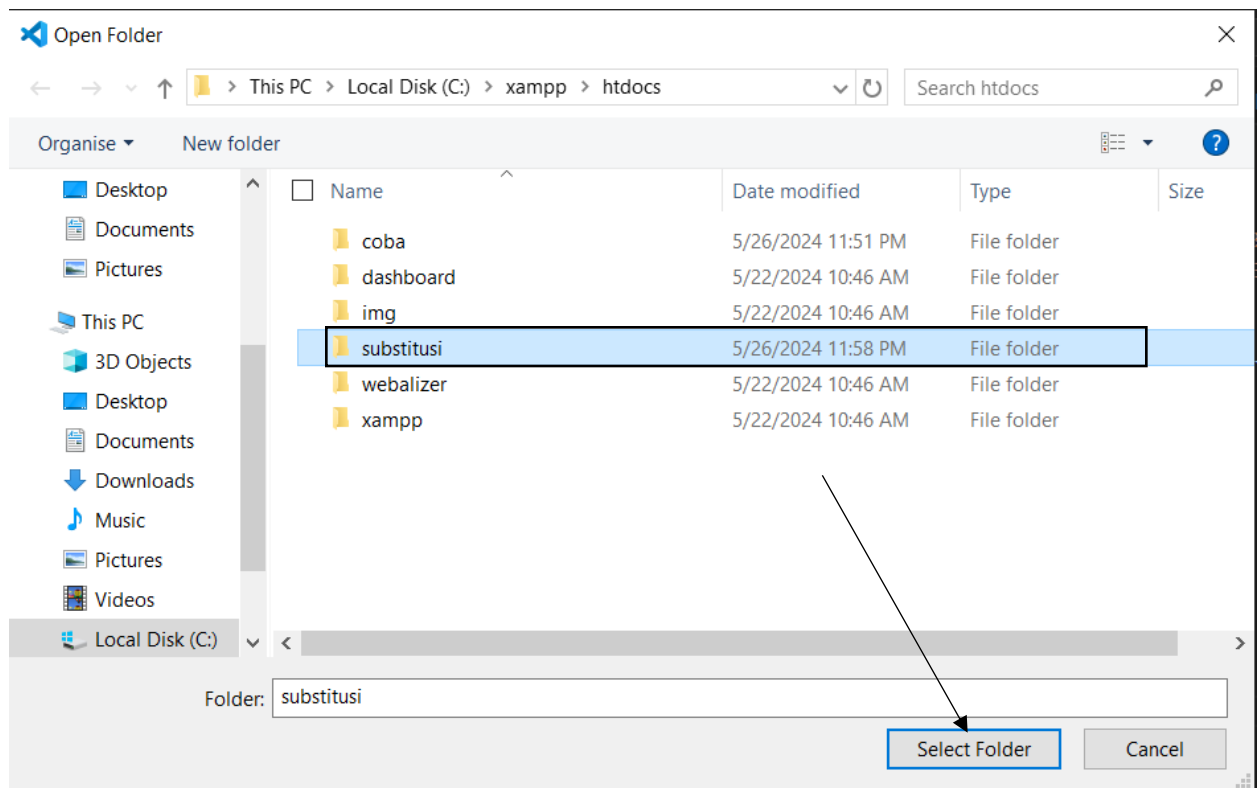 Open Folder
This PC > Local Disk (C:) > xampp > htdocs
Search htdocs
Organise
New folder
?
Desktop
Documents
Pictures
This PC
3D Objects
Desktop
Documents
Downloads
Music
Pictures
Videos
Local Disk (C:)
Name Date modified Type Size
coba 5/26/2024 11:51 PM File folder
dashboard 5/22/2024 10:46 AM File folder
img 5/22/2024 10:46 AM File folder
substitusi 5/26/2024 11:58 PM File folder
webalizer 5/22/2024 10:46 AM File folder
xampp 5/22/2024 10:46 AM File folder
Folder: substitusi
Select Folder
Cancel